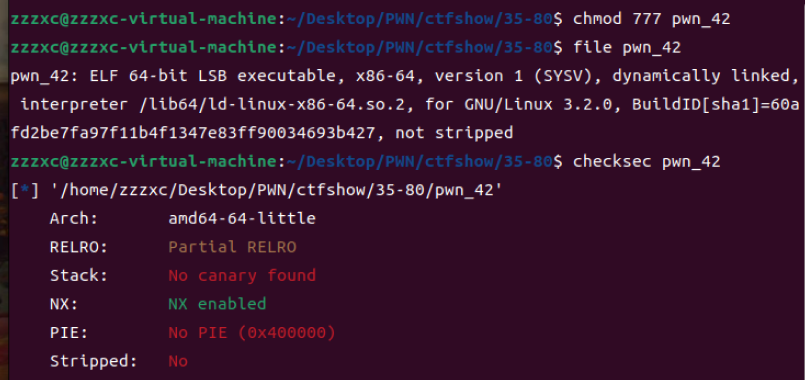 zzzxc@zzzxc-virtual-machine:~/Desktop/PWN/ctfshow/35-80$ chmod 777 pwn_42
zzzxc@zzzxc-virtual-machine:~/Desktop/PWN/ctfshow/35-80$ file pwn_42
pwn_42: ELF 64-bit LSB executable, x86-64, version 1 (SYSV), dynamically linked,
 interpreter /lib64/ld-linux-x86-64.so.2, for GNU/Linux 3.2.0, BuildID[sha1]=60a
fd2be7fa97f11b4f1347e83ff90034693b427, not stripped
zzzxc@zzzxc-virtual-machine:~/Desktop/PWN/ctfshow/35-80$ checksec pwn_42
[*] '/home/zzzxc/Desktop/PWN/ctfshow/35-80/pwn_42'
    Arch:       amd64-64-little
    RELRO:      Partial RELRO
    Stack:      No canary found
    NX:         NX enabled
    PIE:        No PIE (0x400000)
    Stripped:   No